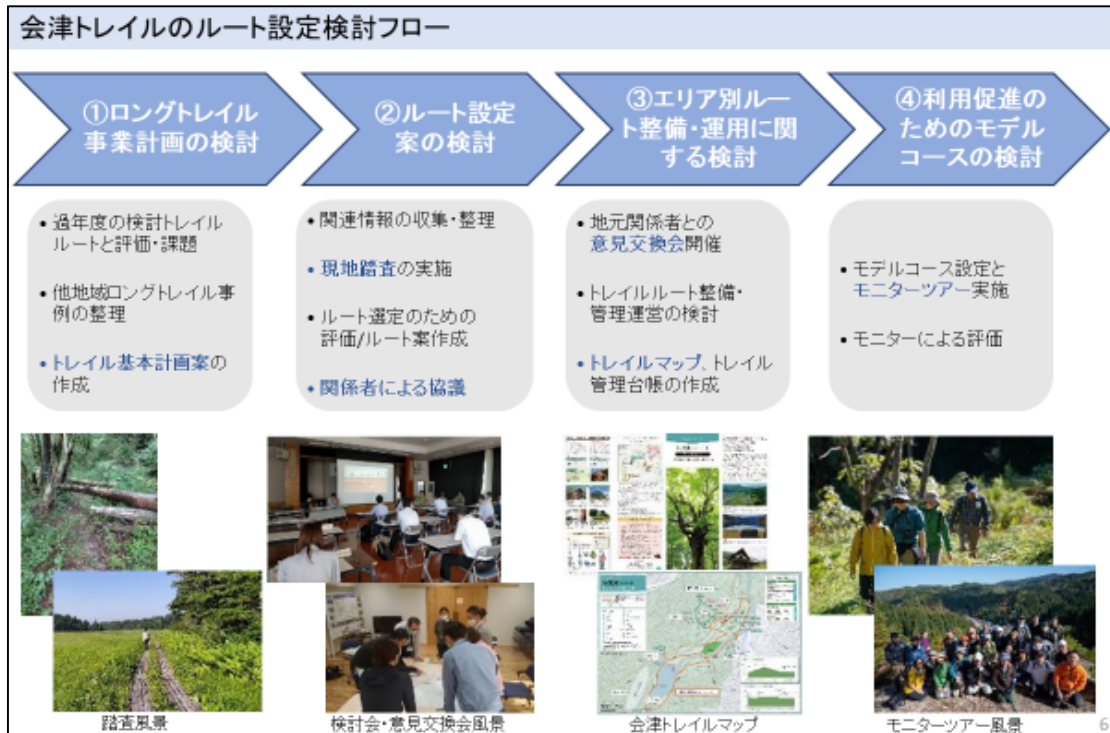 会津トレイルのルート設定検討フロー
①ロングトレイル
事業計画の検討
②ルート設定
案の検討
③エリア別ルー
ト整備・運用に関
する検討
④利用促進の
ためのモデル
コースの検討
• 過年度の検討トレイル
ルートと評価・課題
• 他地域ロングトレイル事
例の整理
• トレイル基本計画案の
作成
• 関連情報の収集・整理
• 現地踏査の実施
• ルート選定のための
評価/ルート案作成
• 関係者による協議
• 地元関係者との
意見交換会開催
• トレイルルート整備・
管理運営の検討
• トレイルマップ、トレイル
管理台帳の作成
• モデルコース設定と
モニターツアー実施
• モニターによる評価
踏査風景
検討会・意見交換会風景
会津トレイルマップ
モニターツアー風景
6